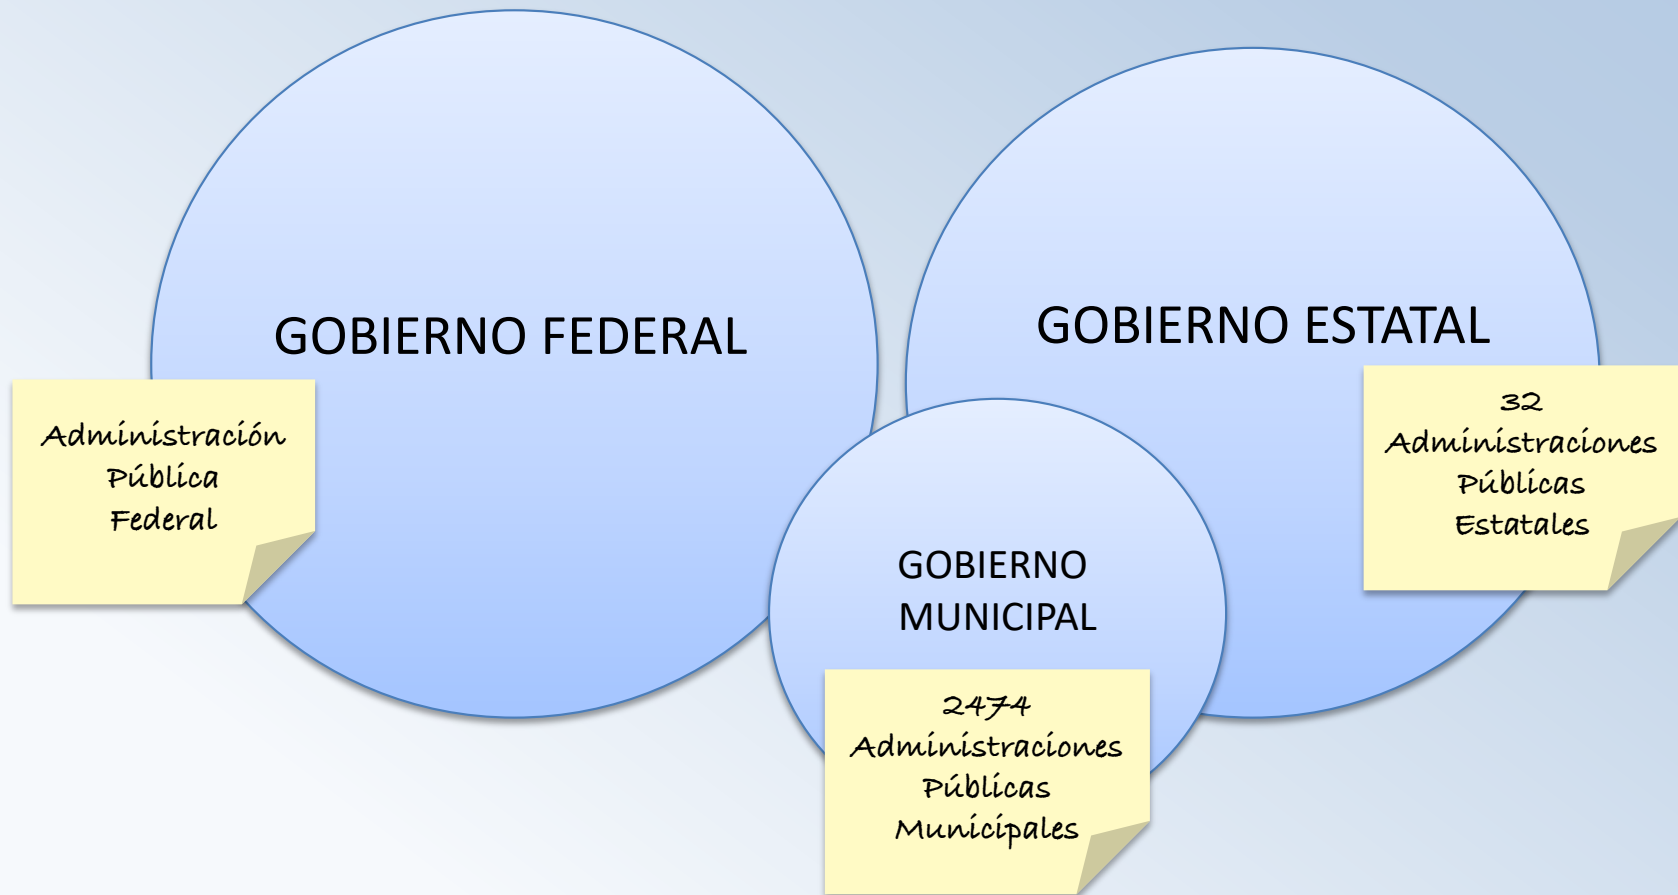 GOBIERNO FEDERAL
Administración
Pública
Federal
GOBIERNO ESTATAL
32
Administraciones
Públicas
Estatales
GOBIERNO
MUNICIPAL
2474
Administraciones
Públicas
Municipales